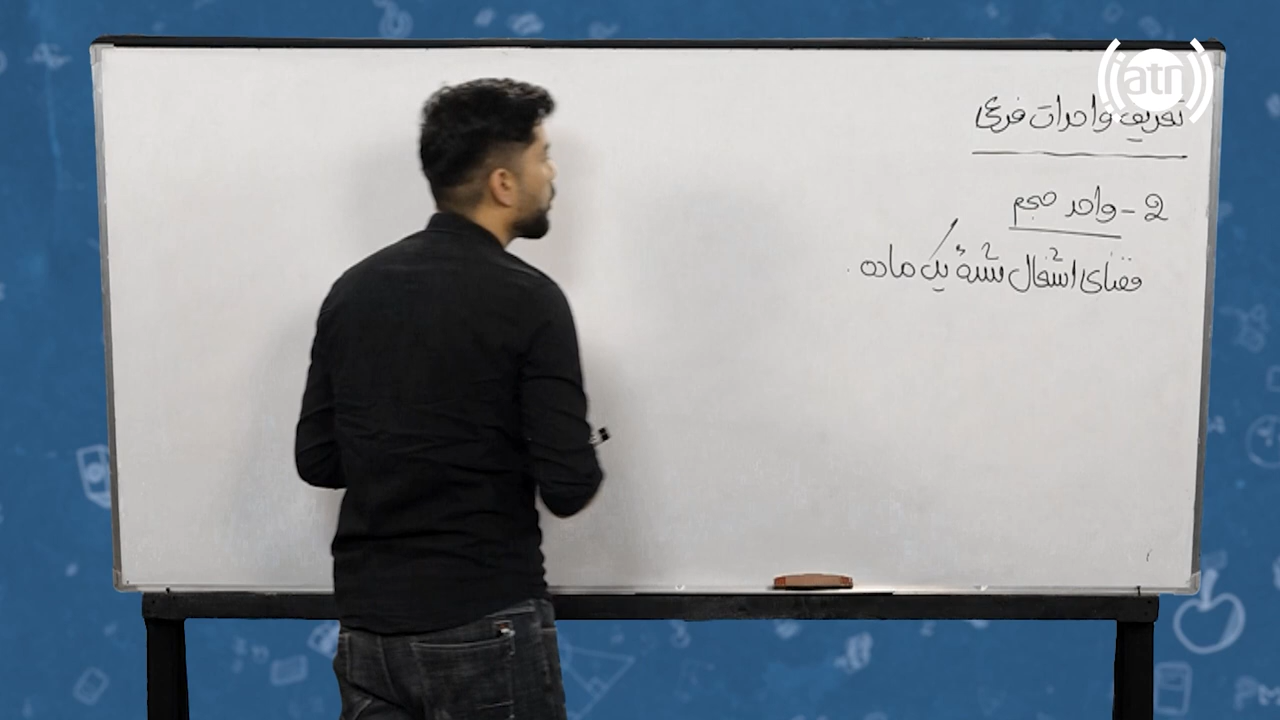 atn
تعریف واحدات فرعی
2 - واحد حجم
فضای اشغال شدهٔ یک ماده.